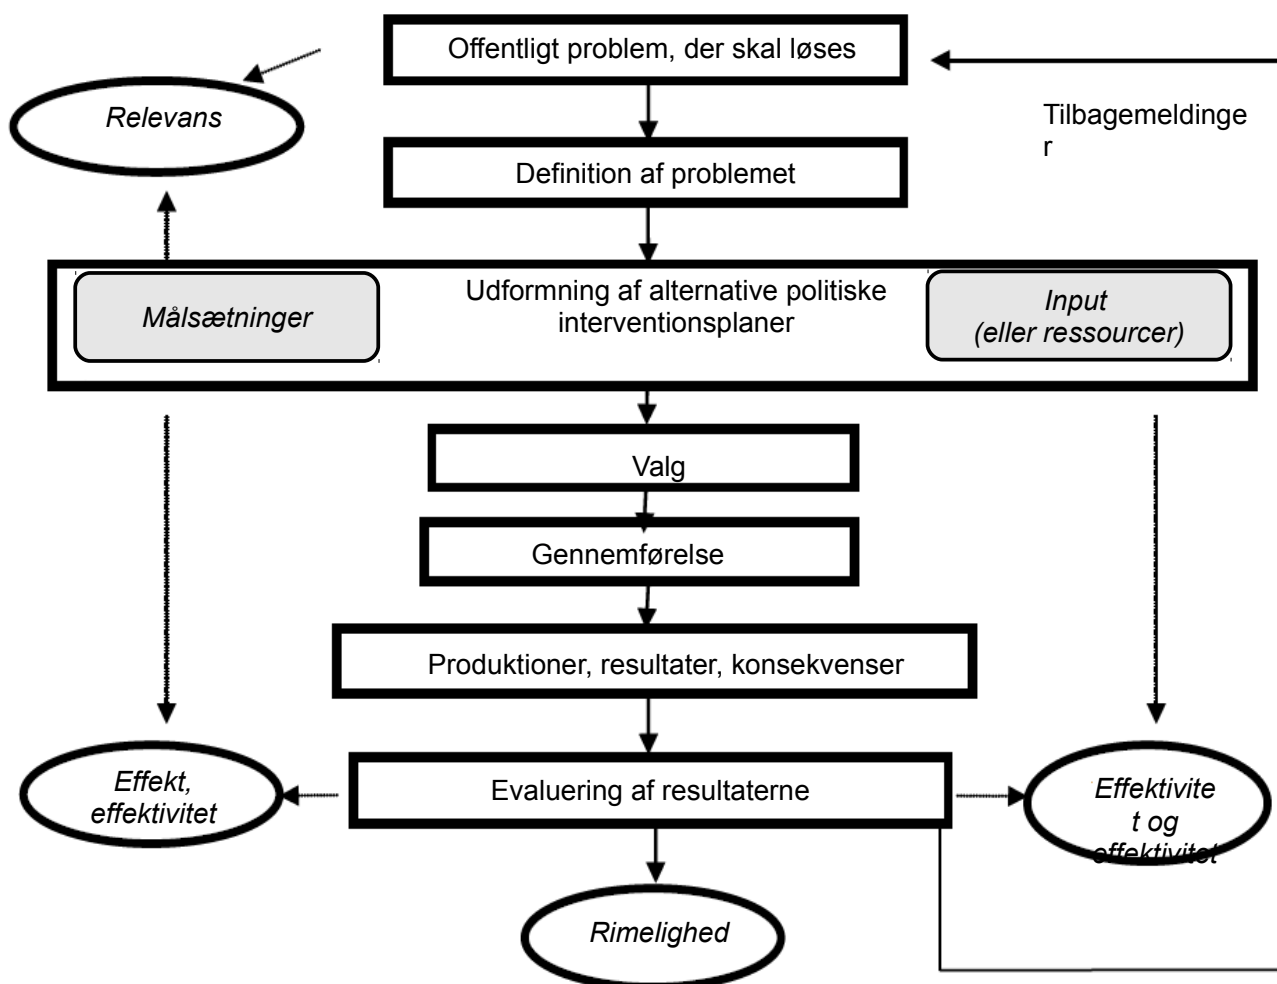 Offentligt problem, der skal løses
Relevans
Tilbagemeldinge
r
Definition af problemet
Målsætninger
Udformning af alternative politiske
interventionsplaner
Input
(eller ressourcer)
Valg
Gennemførelse
Produktioner, resultater, konsekvenser
Effekt,
effektivitet
Evaluering af resultaterne
Effektivite
t og
effektivitet
Rimelighed